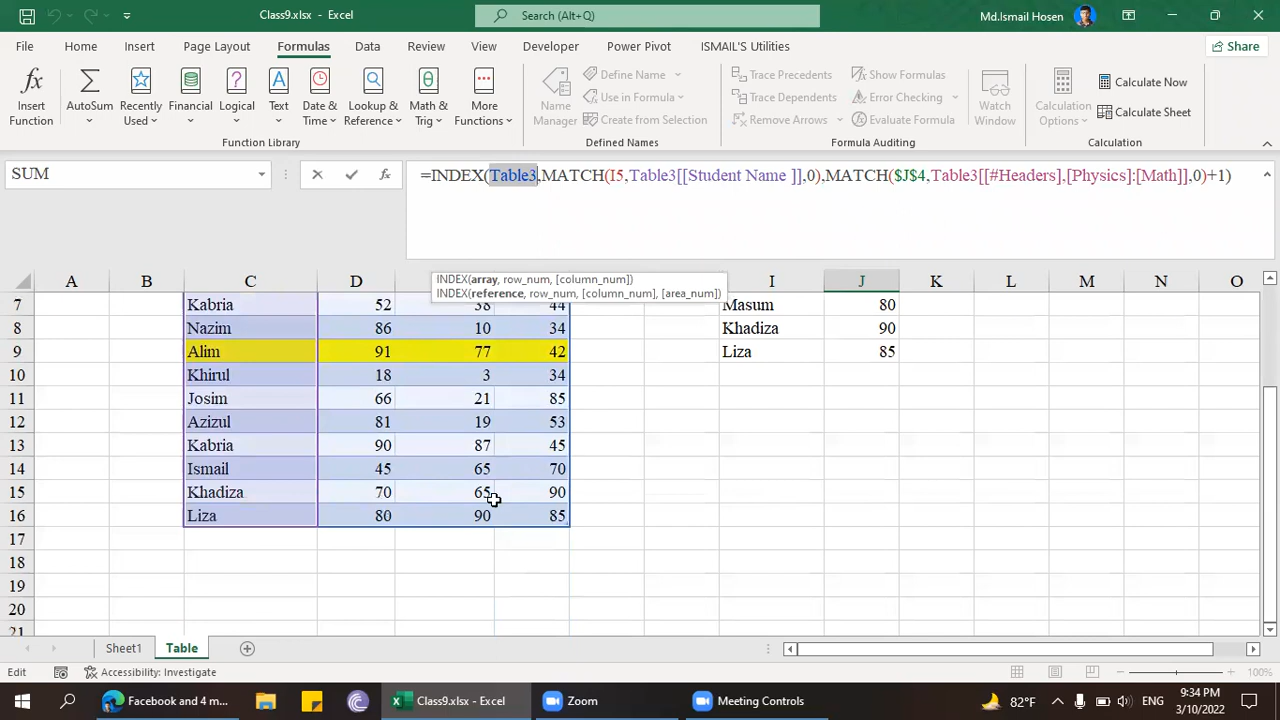 Class9.xlsx - Excel
Search (Alt+Q)
Md.Ismail Hosen
File Home Insert Page Layout Formulas Data Review View Developer Power Pivot ISMAIL'S Utilities Share
Insert Function
AutoSum
Recently Used
Financial
Logical
Text
Date & Time
Lookup & Reference
Math & Trig
More Functions
Name Manager
Define Name
Use in Formula
Create from Selection
Trace Precedents
Trace Dependents
Remove Arrows
Show Formulas
Error Checking
Evaluate Formula
Watch Window
Calculation Options
Calculate Now
Calculate Sheet
Function Library Defined Names Formula Auditing Calculation
SUM fx =INDEX(Table3,MATCH(I5,Table3[[Student Name ]],0),MATCH($J$4,Table3[[#Headers],[Physics]:[Math]],0)+1)
INDEX(array, row_num, [column_num])
INDEX(reference, row_num, [column_num], [area_num])
A B C D I J K L M N O
7 Kabria 52 38 44 Masum 80
8 Nazim 86 10 34 Khadiza 90
9 Alim 91 77 42 Liza 85
10 Khirul 18 3 34
11 Josim 66 21 85
12 Azizul 81 19 53
13 Kabria 90 87 45
14 Ismail 45 65 70
15 Khadiza 70 65 90
16 Liza 80 90 85
17
18
19
20
21
Sheet1 Table
Edit Accessibility: Investigate 100%
Facebook and 4 m...
Class9.xlsx - Excel
Zoom
Meeting Controls
82°F
ENG
9:34 PM
3/10/2022